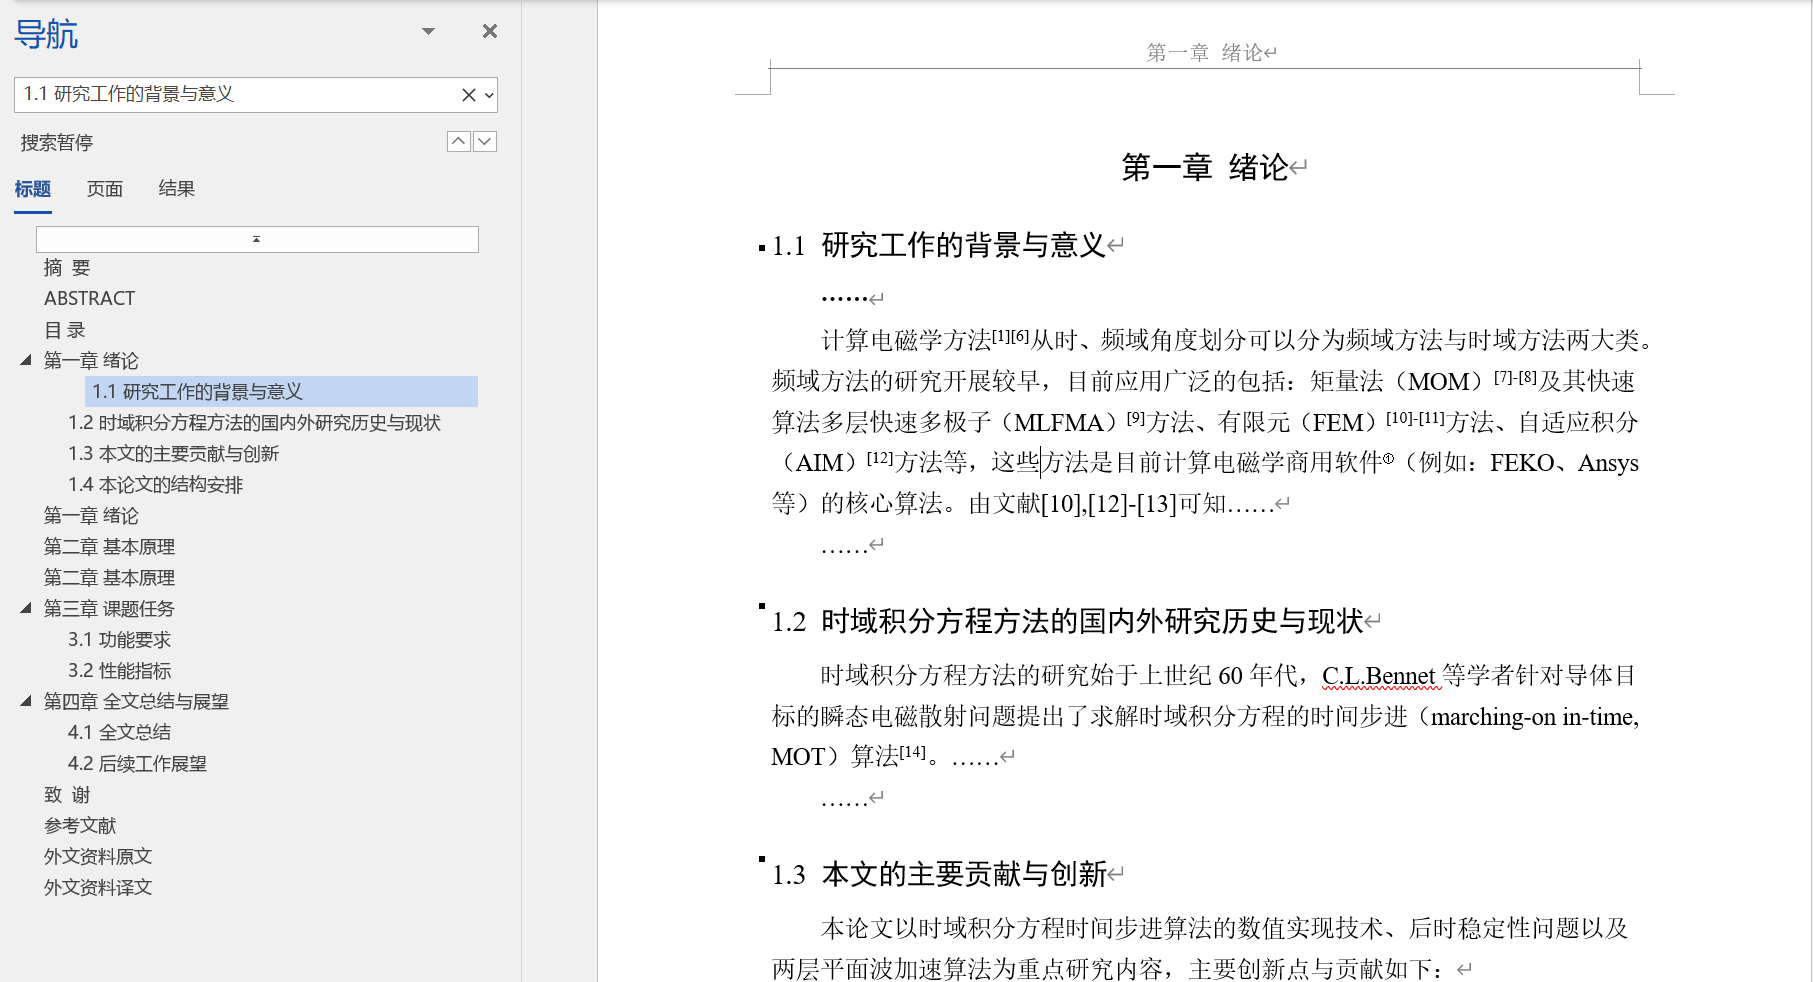 导航
1.1 研究工作的背景与意义
搜索暂停
标题 页面 结果
摘 要
ABSTRACT
目 录
第一章 绪论
1.1 研究工作的背景与意义
1.2 时域积分方程方法的国内外研究历史与现状
1.3 本文的主要贡献与创新
1.4 本论文的结构安排
第一章 绪论
第二章 基本原理
第二章 基本原理
第三章 课题任务
3.1 功能要求
3.2 性能指标
第四章 全文总结与展望
4.1 全文总结
4.2 后续工作展望
致 谢
参考文献
外文资料原文
外文资料译文
第一章 绪论
第一章 绪论
1.1 研究工作的背景与意义
……
计算电磁学方法[1][6]从时、频域角度划分可以分为频域方法与时域方法两大类。
频域方法的研究开展较早，目前应用广泛的包括：矩量法（MOM）[7]-[8]及其快速
算法多层快速多极子（MLFMA）[9]方法、有限元（FEM）[10]-[11]方法、自适应积分
（AIM）[12]方法等，这些方法是目前计算电磁学商用软件①（例如：FEKO、Ansys
等）的核心算法。由文献[10],[12]-[13]可知……
……
1.2 时域积分方程方法的国内外研究历史与现状
时域积分方程方法的研究始于上世纪 60 年代，C.L.Bennet 等学者针对导体目
标的瞬态电磁散射问题提出了求解时域积分方程的时间步进（marching-on in-time,
MOT）算法[14]。……
……
1.3 本文的主要贡献与创新
本论文以时域积分方程时间步进算法的数值实现技术、后时稳定性问题以及
两层平面波加速算法为重点研究内容，主要创新点与贡献如下：